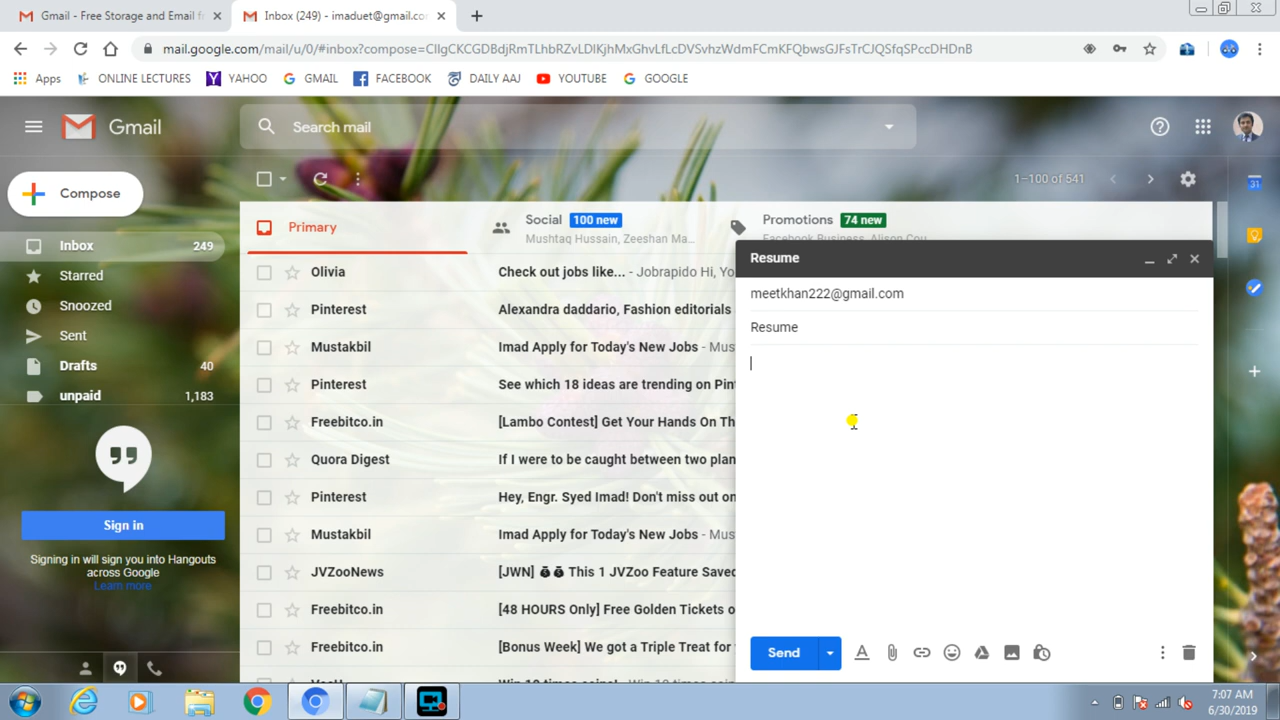 Gmail - Free Storage and Email f
Inbox (249) - imaduet@gmail.co
mail.google.com/mail/u/0/#inbox?compose=CllgCKCGDBdjRmTLhbRZvLDlKjhMxGhvLfLcDVSvhzWdmFCmKFQbwsGJFsTrCJQSfqSPccDHDnB
Apps ONLINE LECTURES YAHOO GMAIL FACEBOOK DAILY AAJ YOUTUBE GOOGLE
Gmail
Search mail
Compose
1–100 of 541
31
Primary
Social 100 new
Mushtaq Hussain, Zeeshan Ma...
Promotions 74 new
Facebook Business, Alison Cou
Inbox 249
Starred
Snoozed
Sent
Drafts 40
unpaid 1,183
Sign in
Signing in will sign you into Hangouts
across Google
Learn more
Olivia Check out jobs like... - Jobrapido Hi, Yo
Pinterest Alexandra daddario, Fashion editorials
Mustakbil Imad Apply for Today's New Jobs - Mus
Pinterest See which 18 ideas are trending on Pin
Freebitco.in [Lambo Contest] Get Your Hands On Th
Quora Digest If I were to be caught between two plan
Pinterest Hey, Engr. Syed Imad! Don't miss out on
Mustakbil Imad Apply for Today's New Jobs - Mus
JVZooNews [JWN] 💰💰 This 1 JVZoo Feature Saved
Freebitco.in [48 HOURS Only] Free Golden Tickets o
Freebitco.in [Bonus Week] We got a Triple Treat for
Resume
meetkhan222@gmail.com
Resume
Send
7:07 AM
6/30/2019